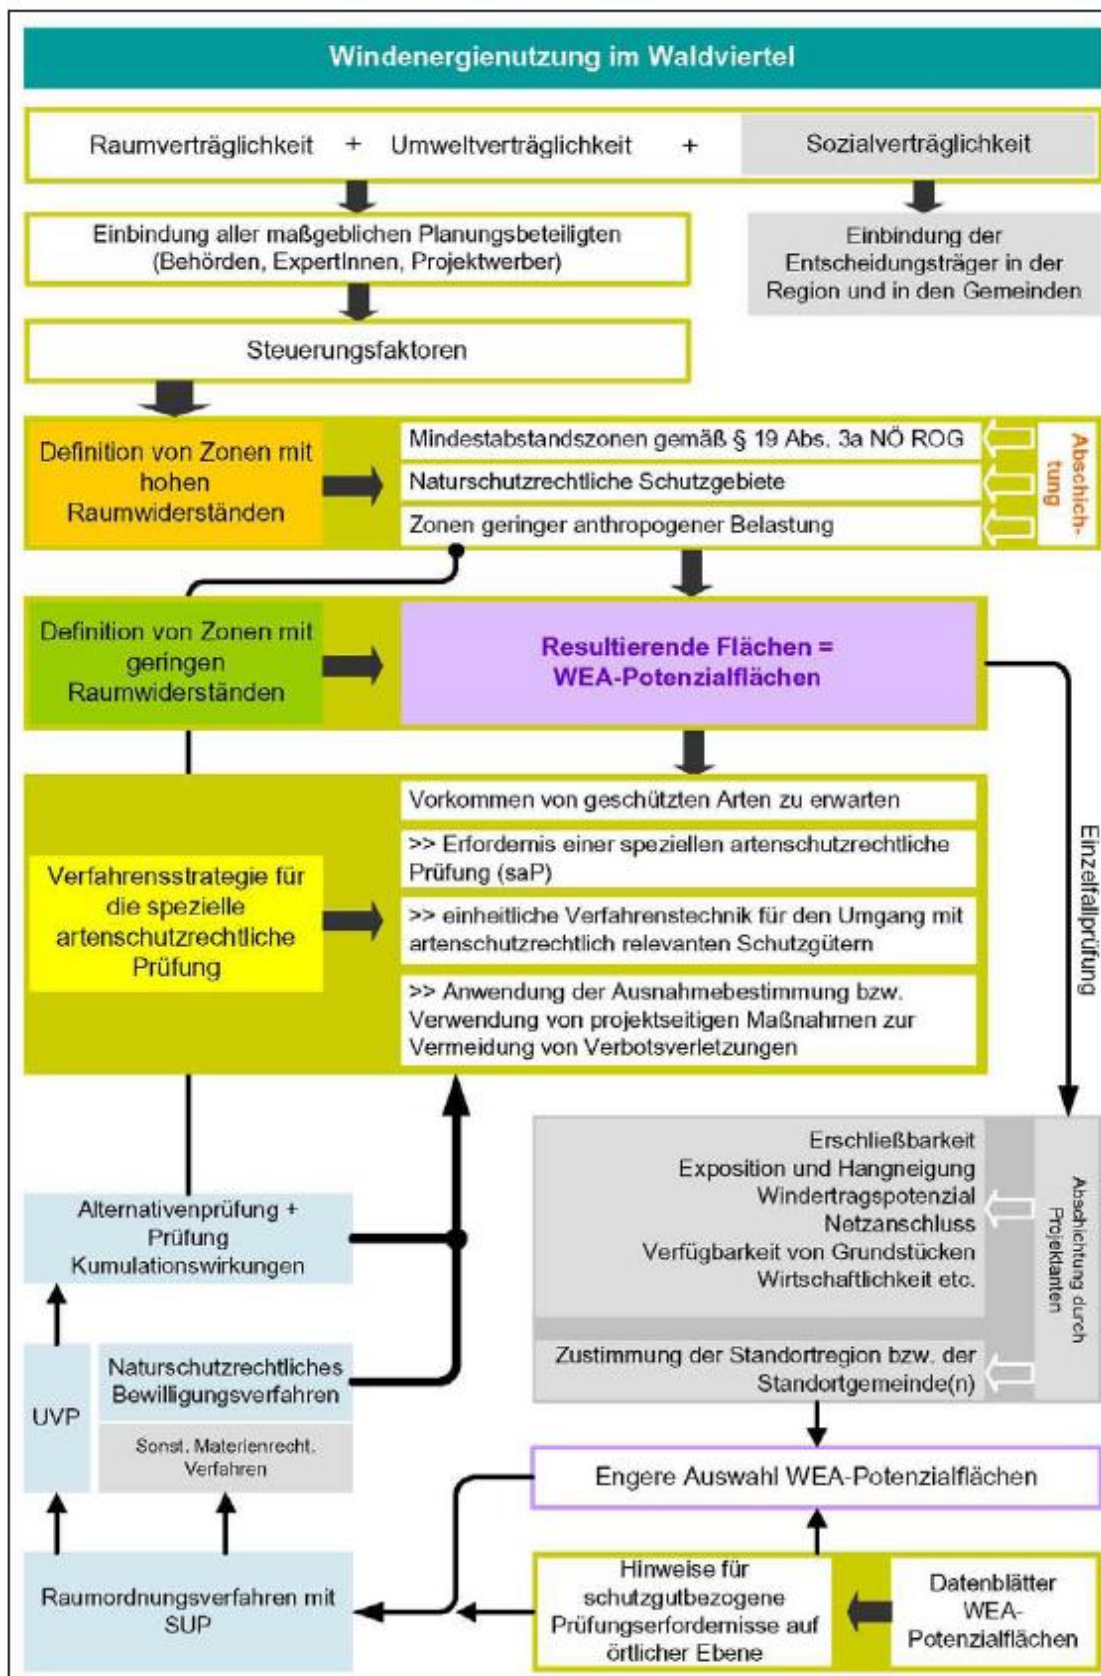 Windenergienutzung im Waldviertel
Raumverträglichkeit + Umweltverträglichkeit + Sozialverträglichkeit
Einbindung aller maßgeblichen Planungsbeteiligten
(Behörden, ExpertInnen, Projektwerber)
Einbindung der
Entscheidungsträger in der
Region und in den Gemeinden
Steuerungsfaktoren
Definition von Zonen mit
hohen
Raumwiderständen
Mindestabstandszonen gemäß § 19 Abs. 3a NÖ ROG
Naturschutzrechtliche Schutzgebiete
Zonen geringer anthropogener Belastung
Abschich-
tung
Definition von Zonen mit
geringen
Raumwiderständen
Resultierende Flächen =
WEA-Potenzialflächen
Einzelfallprüfung
Verfahrensstrategie für
die spezielle
artenschutzrechtliche
Prüfung
Vorkommen von geschützten Arten zu erwarten
>> Erfordernis einer speziellen artenschutzrechtliche
Prüfung (saP)
>> einheitliche Verfahrenstechnik für den Umgang mit
artenschutzrechtlich relevanten Schutzgütern
>> Anwendung der Ausnahmebestimmung bzw.
Verwendung von projektseitigen Maßnahmen zur
Vermeidung von Verbotsverletzungen
Erschließbarkeit
Exposition und Hangneigung
Windertragspotenzial
Netzanschluss
Verfügbarkeit von Grundstücken
Wirtschaftlichkeit etc.
Abschichtung durch
Projektanten
Zustimmung der Standortregion bzw. der
Standortgemeinde(n)
Alternativenprüfung +
Prüfung
Kumulationswirkungen
UVP
Naturschutzrechtliches
Bewilligungsverfahren
Sonst. Materienrecht.
Verfahren
Engere Auswahl WEA-Potenzialflächen
Raumordnungsverfahren mit
SUP
Hinweise für
schutzgutbezogene
Prüfungserfordernisse auf
örtlicher Ebene
Datenblätter
WEA-
Potenzialflächen